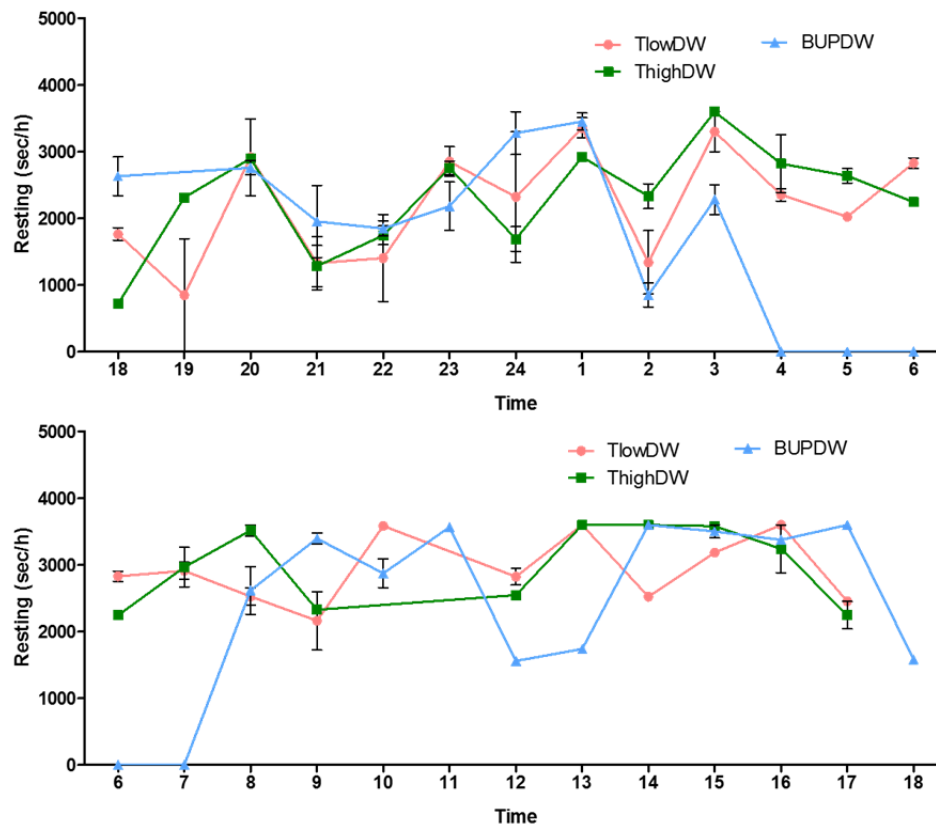 5000
4000
3000
2000
1000
0
Resting (sec/h)
TlowDW
BUPDW
ThighDW
18 19 20 21 22 23 24 1 2 3 4 5 6
Time
5000
4000
3000
2000
1000
0
Resting (sec/h)
TlowDW
BUPDW
ThighDW
6 7 8 9 10 11 12 13 14 15 16 17 18
Time